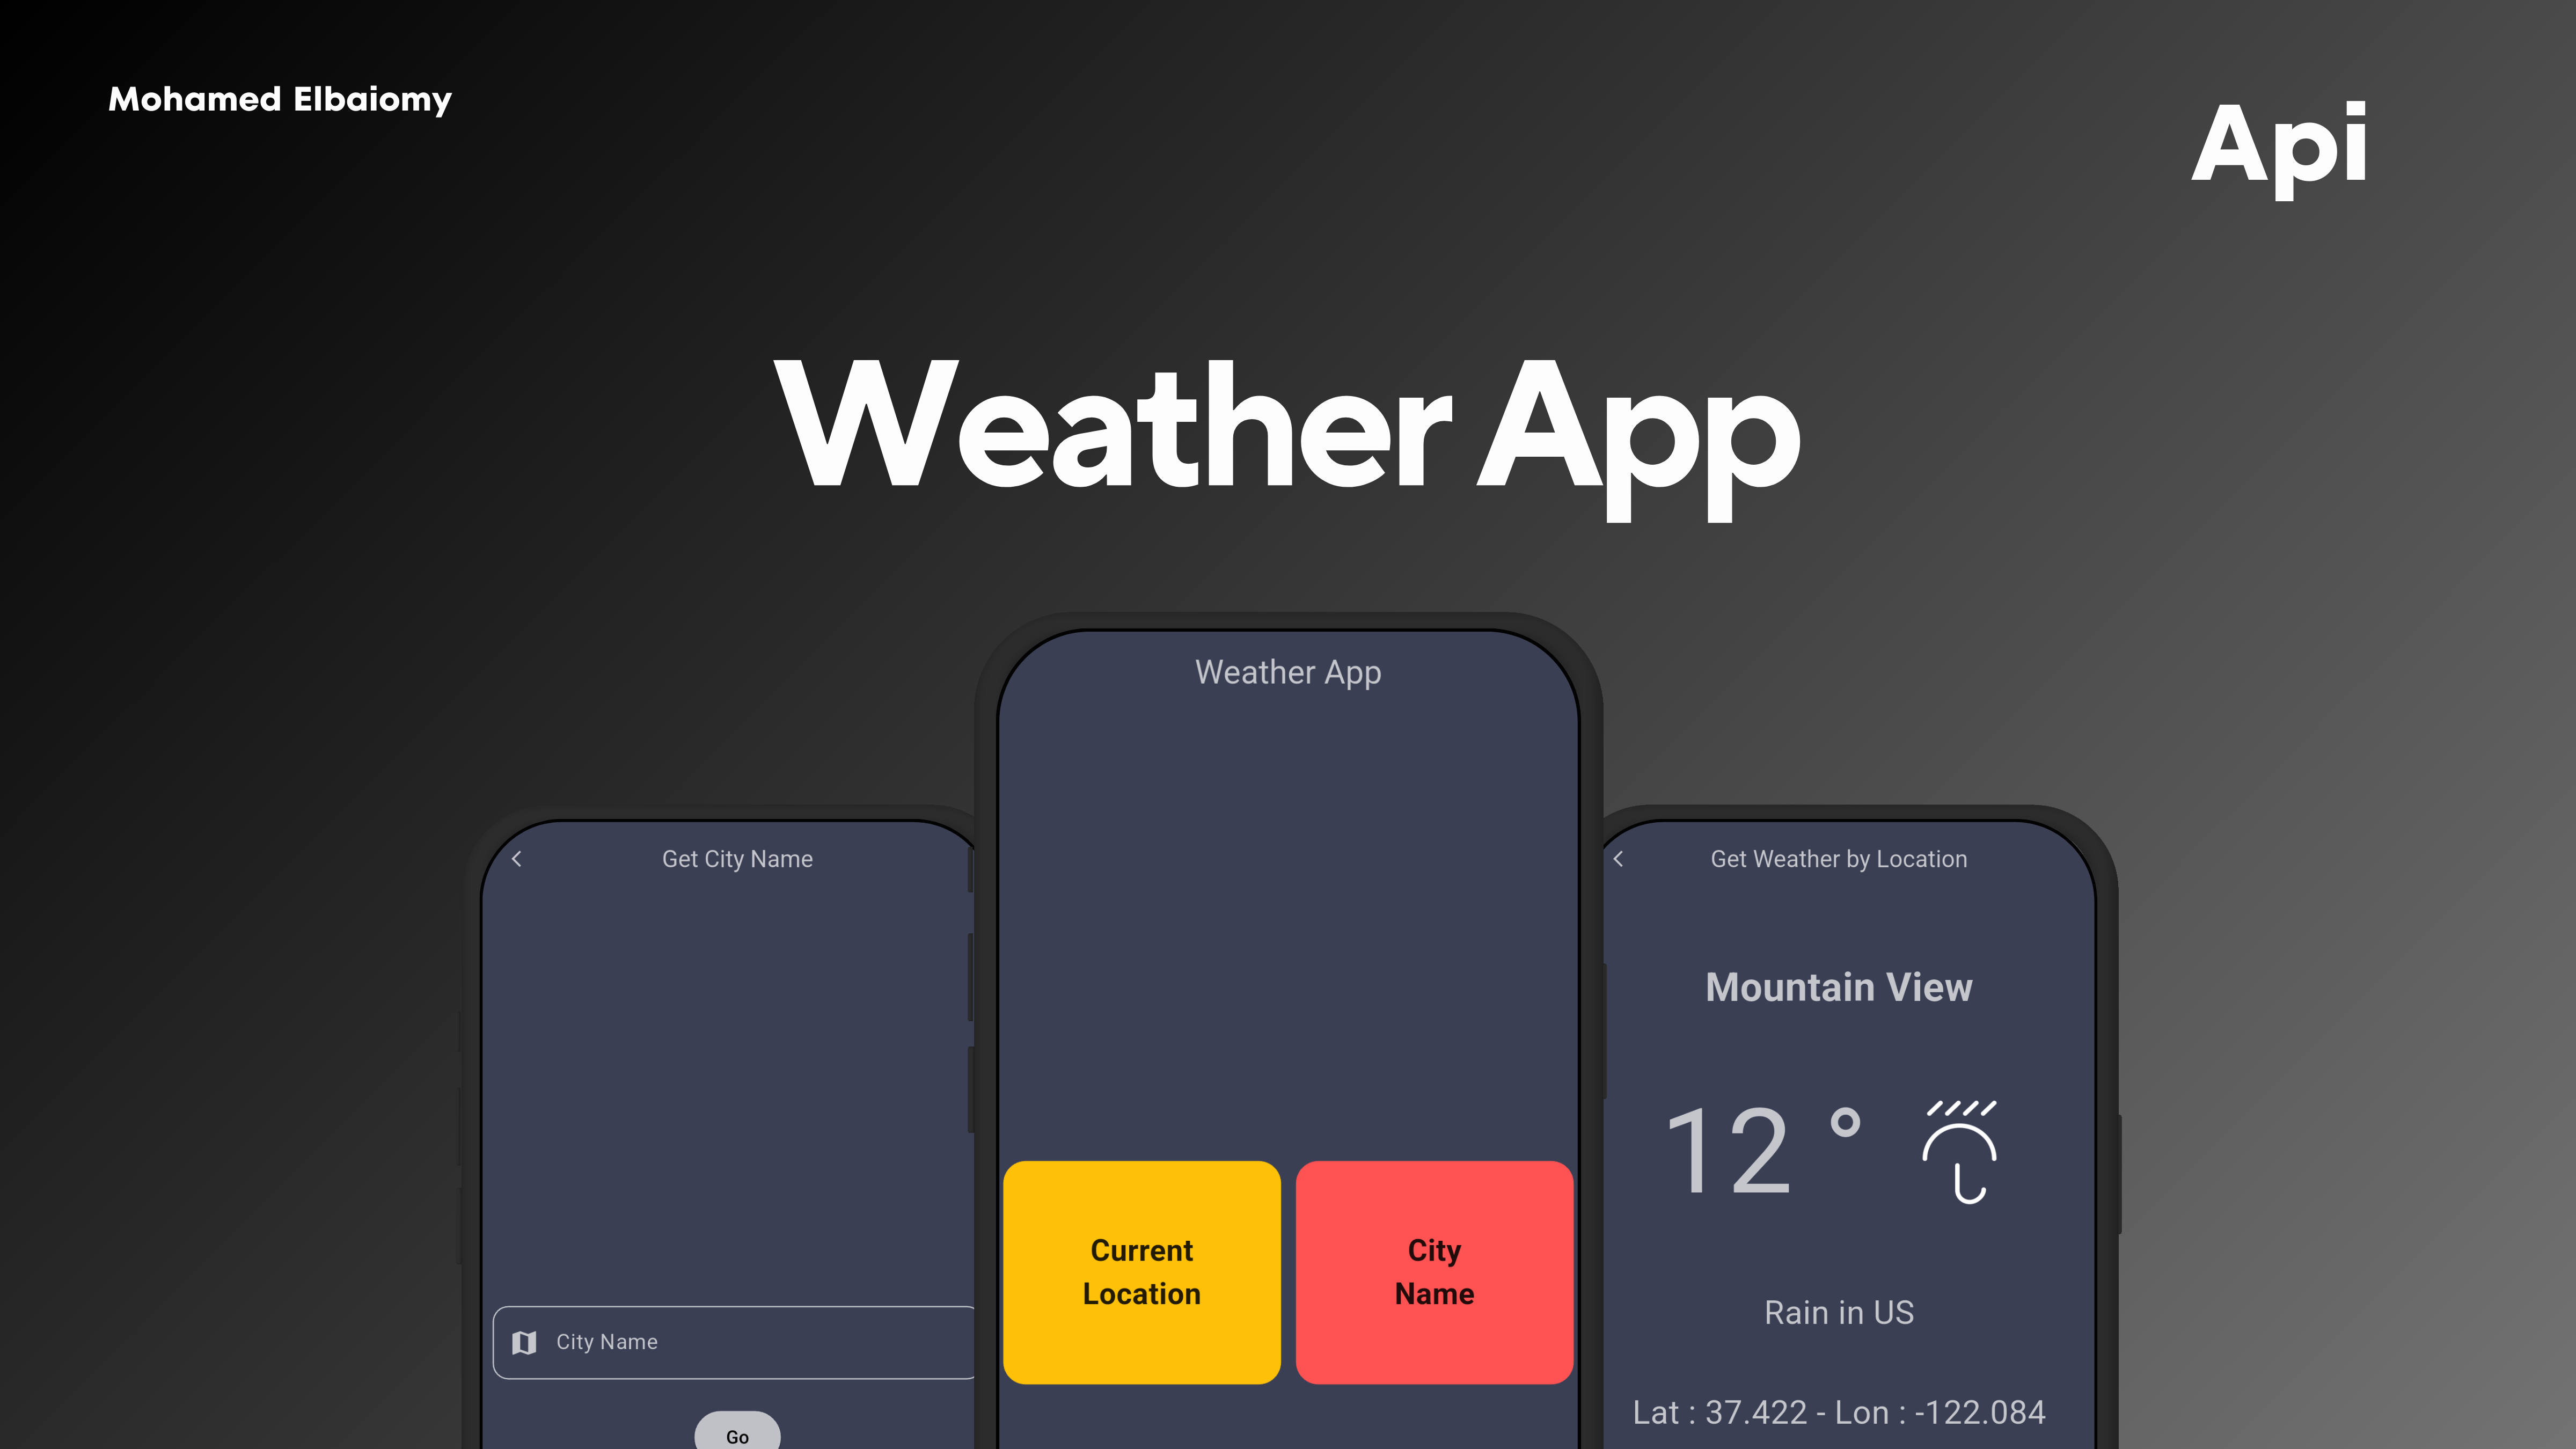 Mohamed Elbaiomy
Api
Weather App
Get City Name
City Name
Go
Weather App
Current
Location
City
Name
Get Weather by Location
Mountain View
12 °
Rain in US
Lat : 37.422 - Lon : -122.084